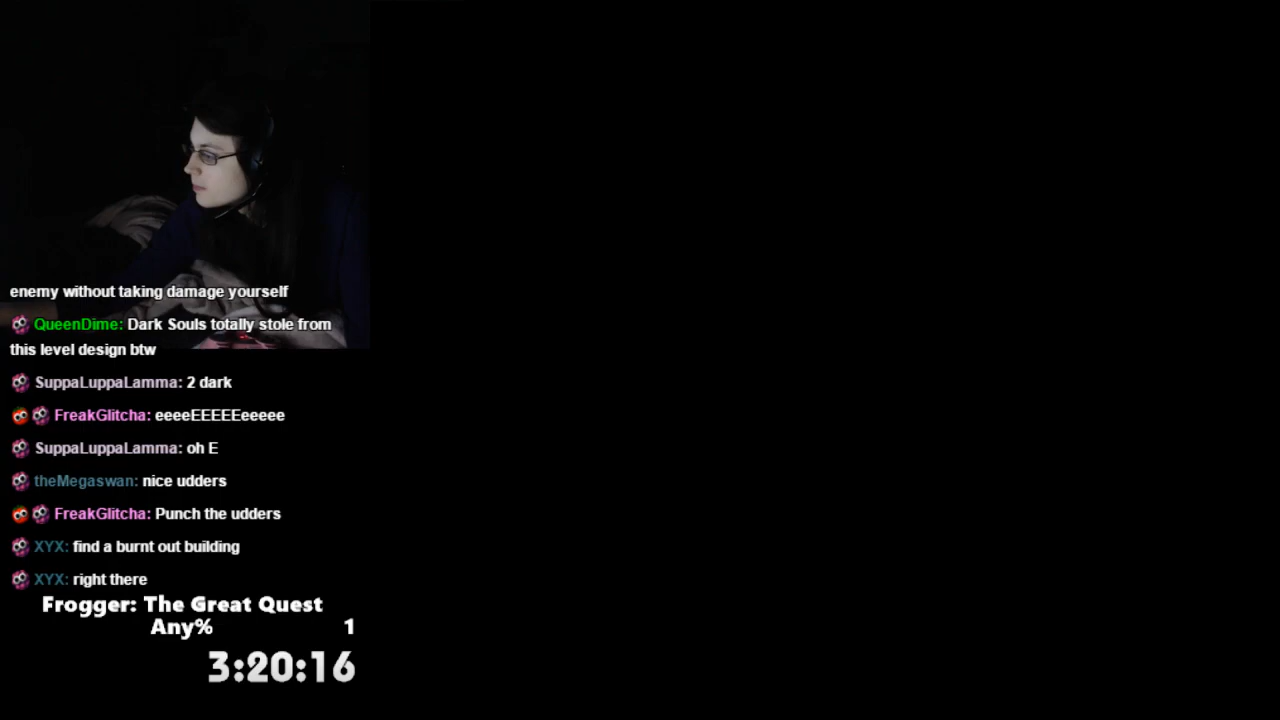 enemy without taking damage yourself
QueenDime: Dark Souls totally stole from
this level design btw
SuppaLuppaLamma: 2 dark
FreakGlitcha: eeeeEEEEEeeeee
SuppaLuppaLamma: oh E
theMegaswan: nice udders
FreakGlitcha: Punch the udders
XYX: find a burnt out building
XYX: right there
Frogger: The Great Quest
Any% 1
3:20:16